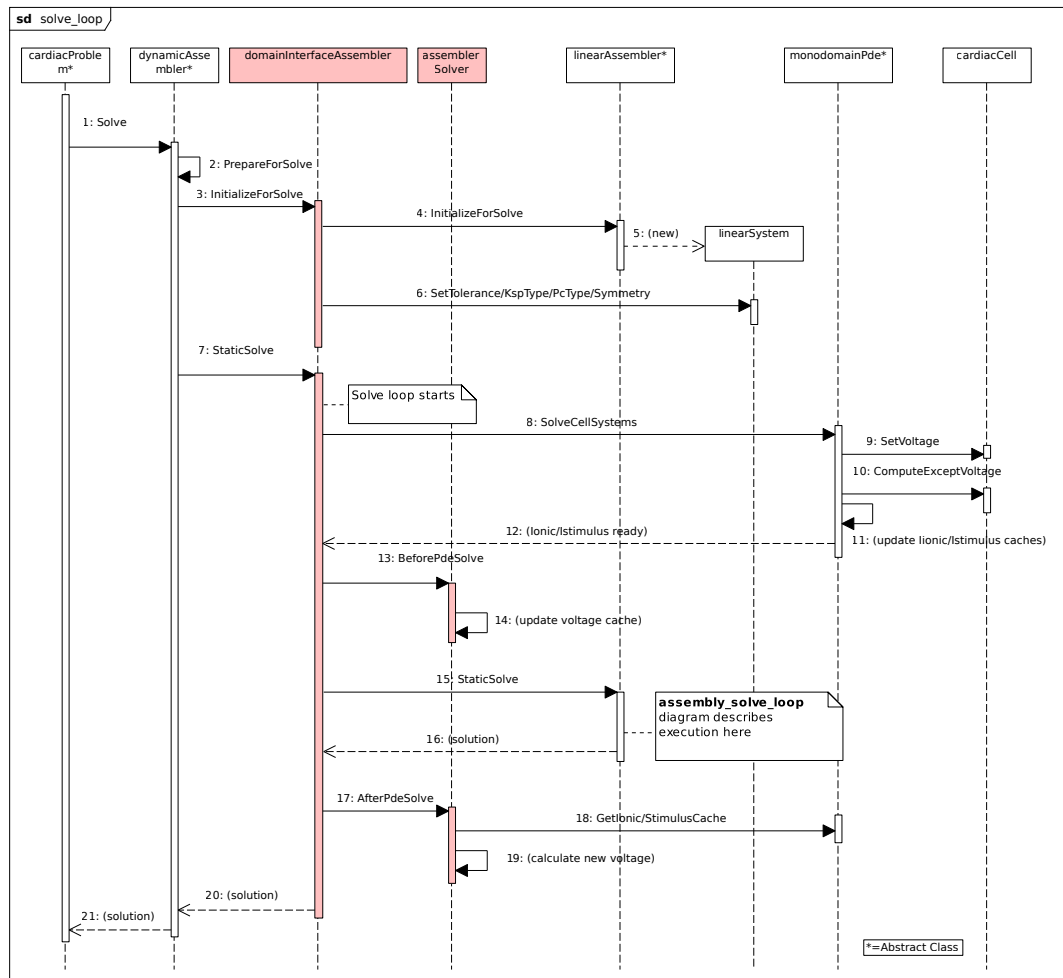 sd solve_loop
cardiacProble
m*
dynamicAsse
mbler*
domainInterfaceAssembler
assembler
Solver
linearAssembler*
monodomainPde*
cardiacCell
1: Solve
2: PrepareForSolve
3: InitializeForSolve
4: InitializeForSolve
5: (new)
linearSystem
6: SetTolerance/KspType/PcType/Symmetry
7: StaticSolve
Solve loop starts
8: SolveCellSystems
9: SetVoltage
10: ComputeExceptVoltage
11: (update Iionic/Istimulus caches)
12: (Ionic/Istimulus ready)
13: BeforePdeSolve
14: (update voltage cache)
15: StaticSolve
assembly_solve_loop
diagram describes
execution here
16: (solution)
17: AfterPdeSolve
18: GetIonic/StimulusCache
19: (calculate new voltage)
20: (solution)
21: (solution)
*=Abstract Class